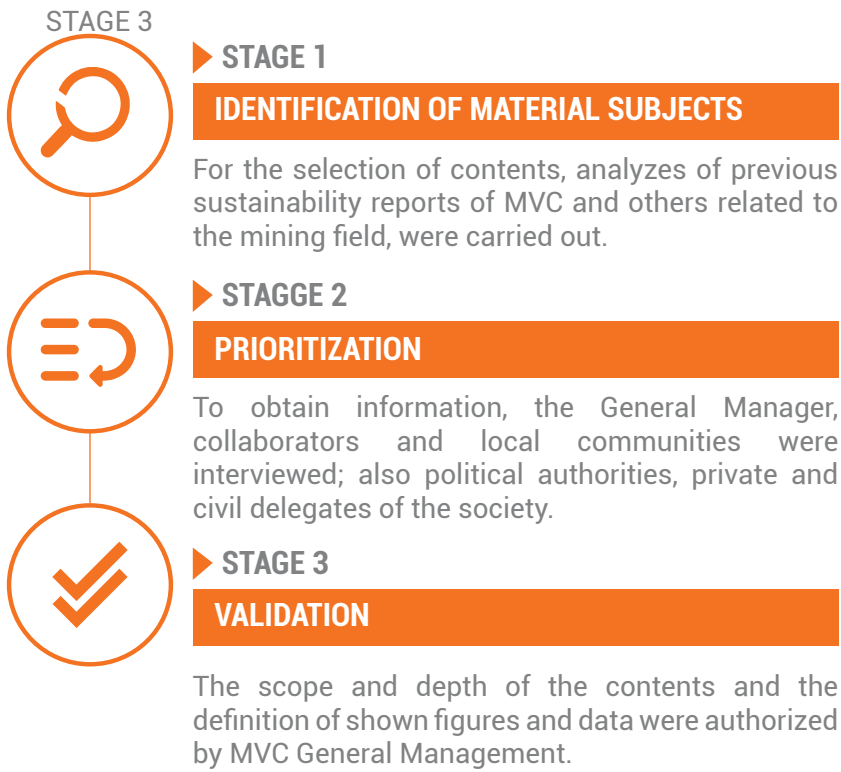 STAGE 3
STAGE 1
IDENTIFICATION OF MATERIAL SUBJECTS
For the selection of contents, analyzes of previous
sustainability reports of MVC and others related to
the mining field, were carried out.
STAGGE 2
PRIORITIZATION
To obtain information, the General Manager,
collaborators and local communities were
interviewed; also political authorities, private and
civil delegates of the society.
STAGE 3
VALIDATION
The scope and depth of the contents and the
definition of shown figures and data were authorized
by MVC General Management.